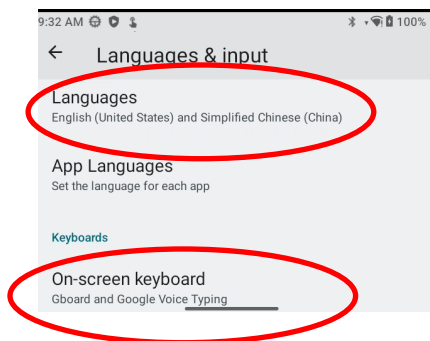 9:32 AM 100%
Languages & input
Languages
English (United States) and Simplified Chinese (China)
App Languages
Set the language for each app
Keyboards
On-screen keyboard
Gboard and Google Voice Typing